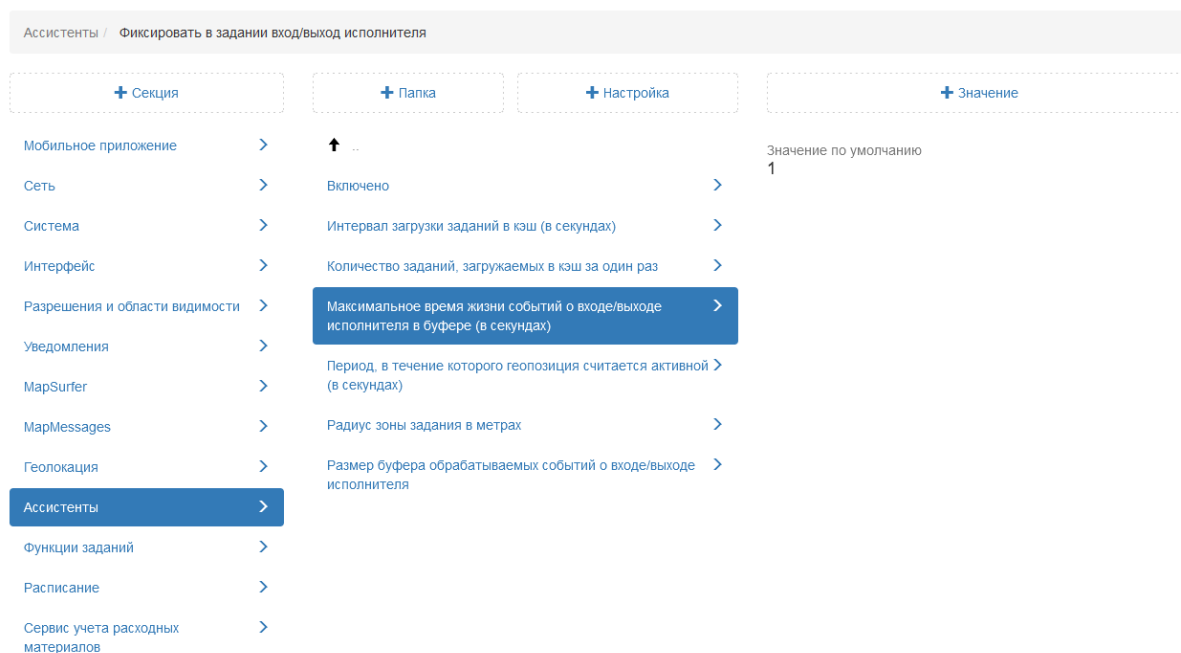 Ассистенты / Фиксировать в задании вход/выход исполнителя
+ Секция
Мобильное приложение
Сеть
Система
Интерфейс
Разрешения и области видимости
Уведомления
MapSurfer
MapMessages
Геолокация
Ассистенты
Функции заданий
Расписание
Сервис учета расходных
материалов
+ Папка
+ Настройка
..
Включено
Интервал загрузки заданий в кэш (в секундах)
Количество заданий, загружаемых в кэш за один раз
Максимальное время жизни событий о входе/выходе
исполнителя в буфере (в секундах)
Период, в течение которого геопозиция считается активной
(в секундах)
Радиус зоны задания в метрах
Размер буфера обрабатываемых событий о входе/выходе
исполнителя
+ Значение
Значение по умолчанию
1